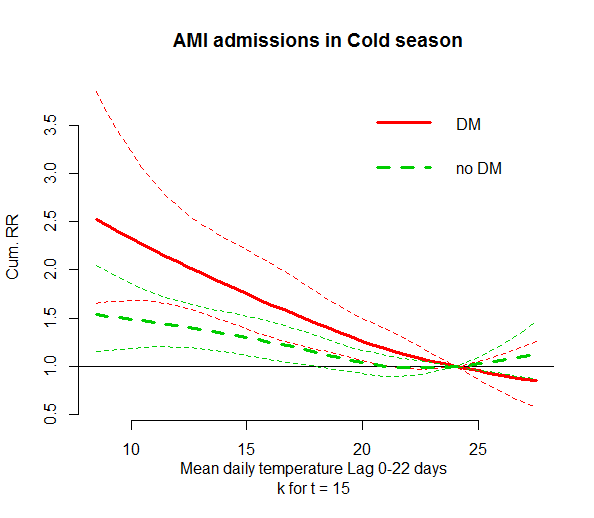 AMI admissions in Cold season
DM
no DM
Cum. RR
3.5
3.0
2.5
2.0
1.5
1.0
0.5
10 15 20 25
Mean daily temperature Lag 0-22 days
k for t = 15